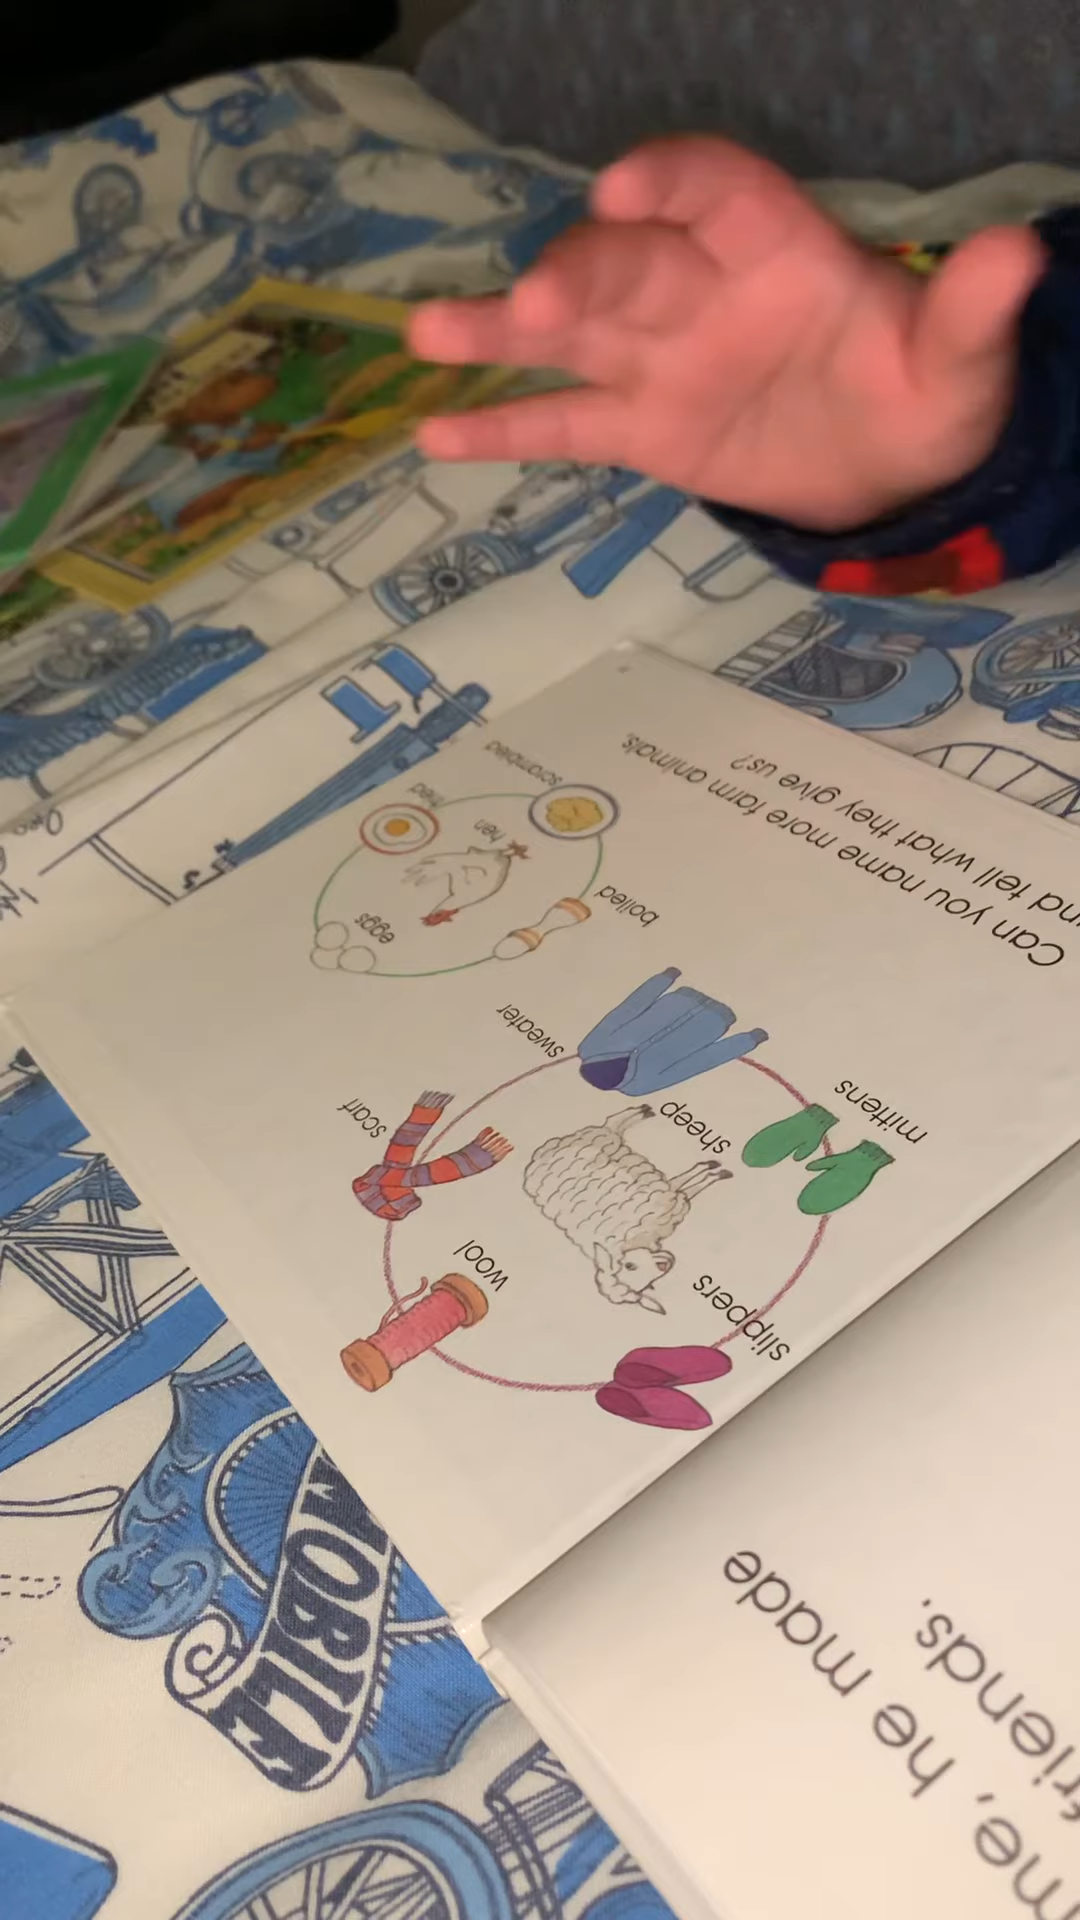 Can you name more farm animals,
and tell what they give us?
scrambled
fried
hen
boiled
eggs
sweater
mittens
sheep
scarf
slippers
wool
he made
friends.
MOBILE